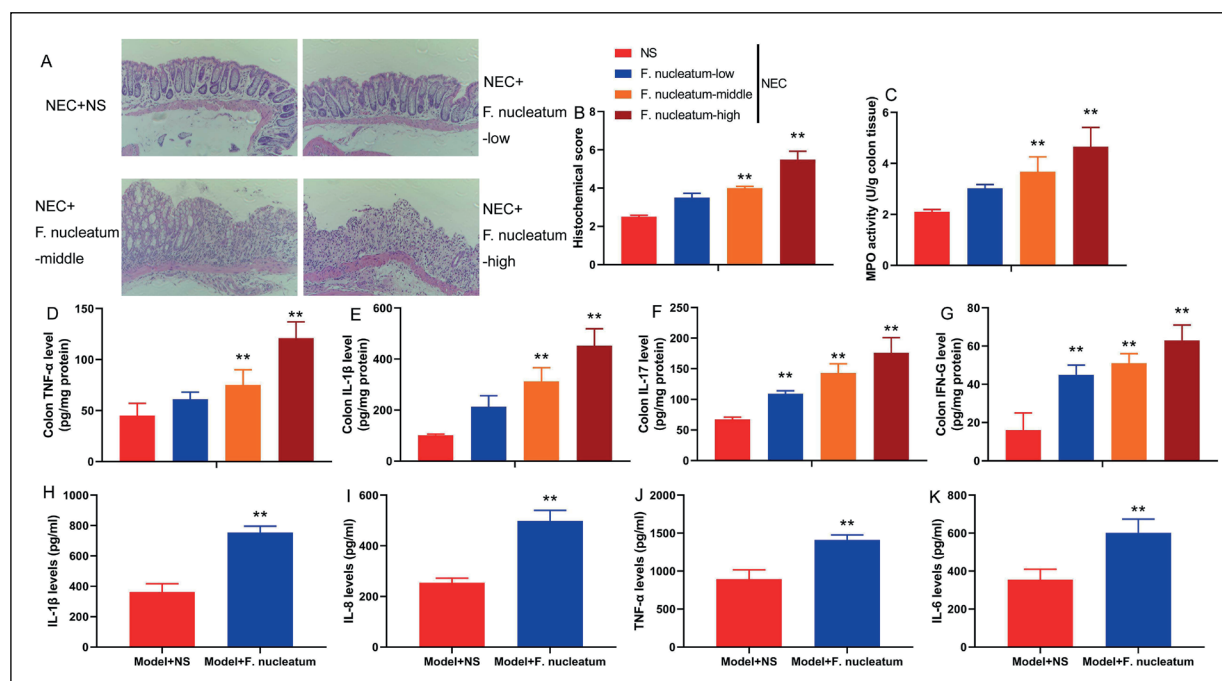 A
NEC+NS
NEC+
F. nucleatum
-low
NEC+
F. nucleatum
-middle
NEC+
F. nucleatum
-high
NS
F. nucleatum-low
F. nucleatum-middle
F. nucleatum-high
NEC
B
Histochemical score
8
6
4
2
0
**
**
C
MPO activity (U/g colon tissue)
6
4
2
0
**
**
D
Colon TNF-α level
(pg/mg protein)
150
100
50
0
**
**
E
Colon IL-1β level
(pg/mg protein)
600
400
200
0
**
**
F
Colon IL-17 level
(pg/mg protein)
250
200
150
100
50
0
**
**
**
G
Colon IFN-G level
(pg/mg protein)
80
60
40
20
0
**
**
**
H
IL-1β levels (pg/ml)
1000
800
600
400
200
0
**
Model+NS Model+F. nucleatum
I
IL-8 levels (pg/ml)
600
400
200
0
**
Model+NS Model+F. nucleatum
J
TNF-α levels (pg/ml)
2000
1500
1000
500
0
**
Model+NS Model+F. nucleatum
K
IL-6 levels (pg/ml)
800
600
400
200
0
**
Model+NS Model+F. nucleatum